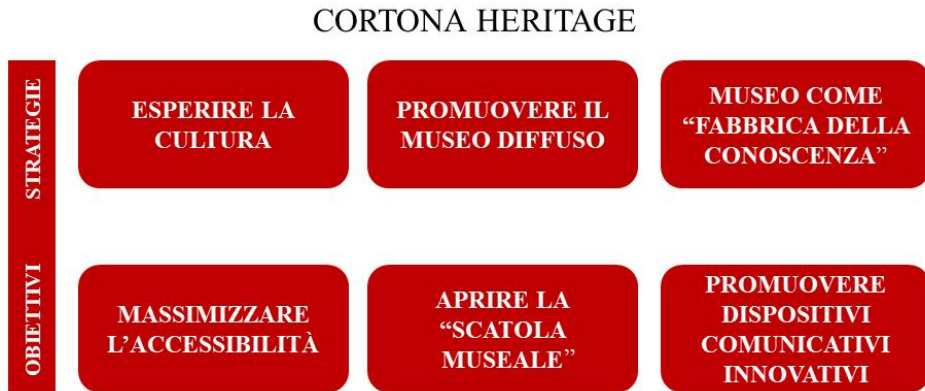 CORTONA HERITAGE
STRATEGIE
ESPERIRE LA
CULTURA
PROMUOVERE IL
MUSEO DIFFUSO
MUSEO COME
“FABBRICA DELLA
CONOSCENZA”
OBIETTIVI
MASSIMIZZARE
L’ACCESSIBILITÀ
APRIRE LA
“SCATOLA
MUSEALE”
PROMUOVERE
DISPOSITIVI
COMUNICATIVI
INNOVATIVI